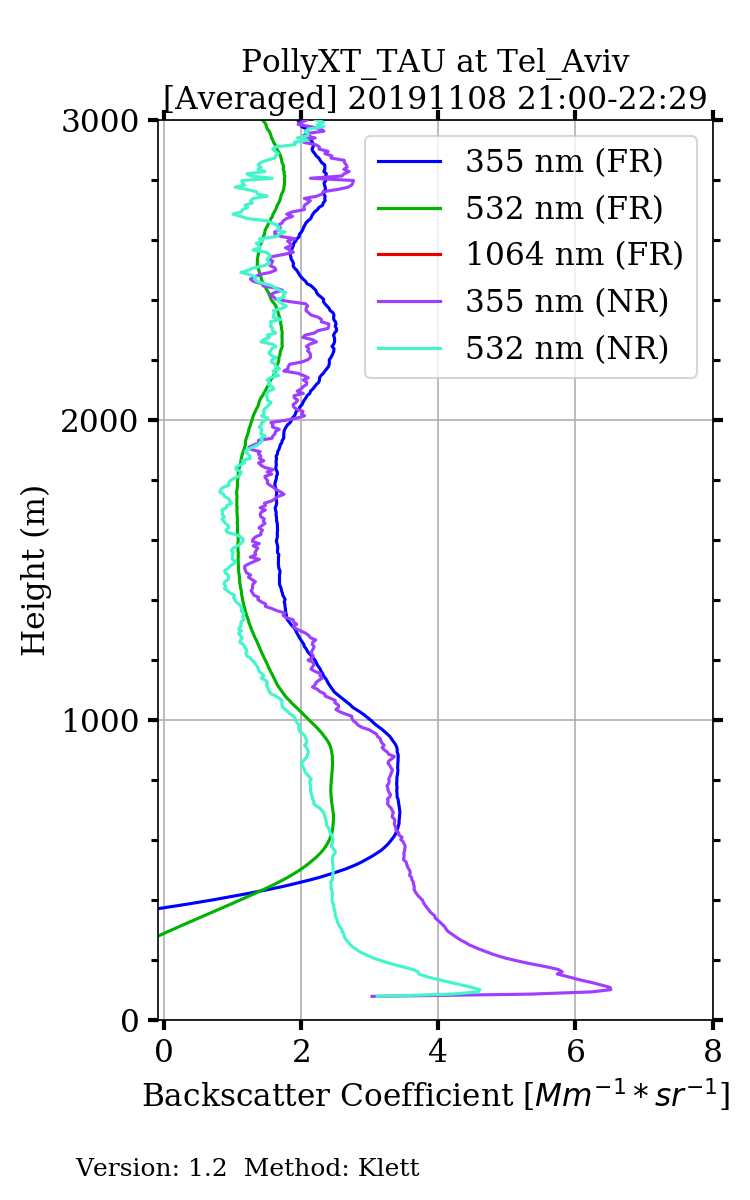 PollyXT_TAU at Tel_Aviv
[Averaged] 20191108 21:00-22:29
3000
2000
1000
0
Height (m)
355 nm (FR)
532 nm (FR)
1064 nm (FR)
355 nm (NR)
532 nm (NR)
0 2 4 6 8
Backscatter Coefficient [Mm⁻¹ * sr⁻¹]
Version: 1.2  Method: Klett